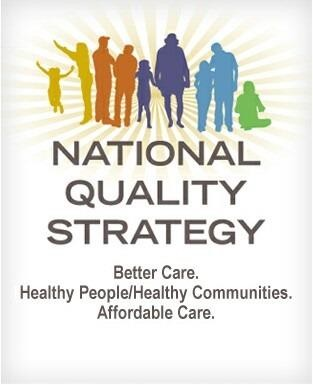 NATIONAL
QUALITY
STRATEGY
Better Care.
Healthy People/Healthy Communities.
Affordable Care.